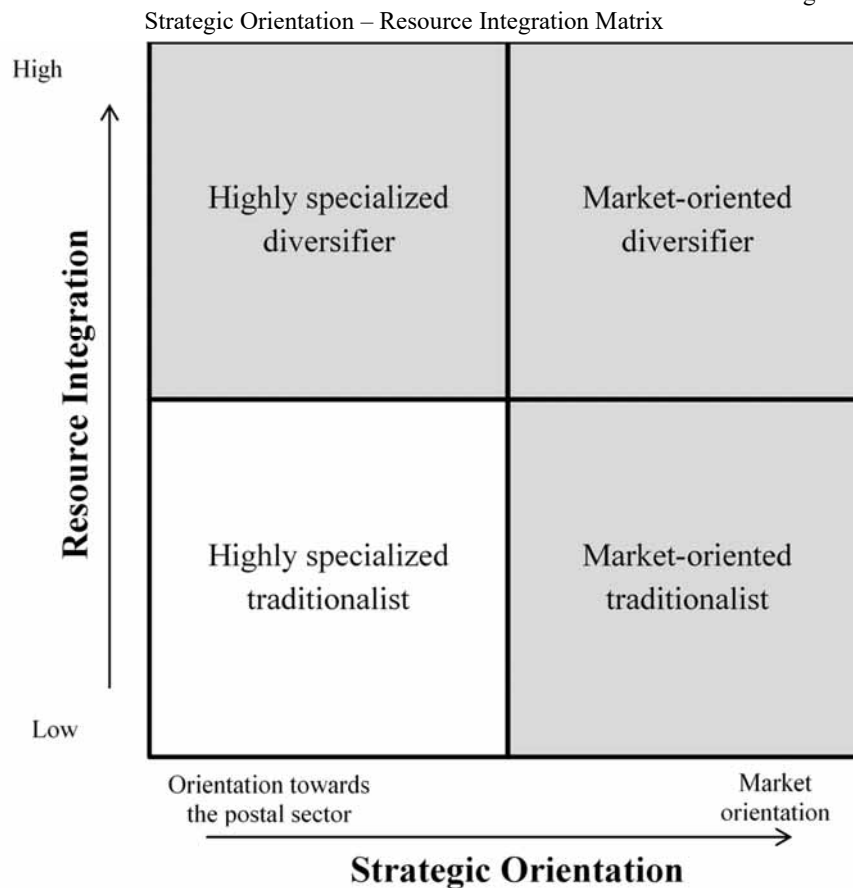 Strategic Orientation – Resource Integration Matrix
High
Highly specialized
diversifier
Market-oriented
diversifier
Resource Integration
Highly specialized
traditionalist
Market-oriented
traditionalist
Low
Orientation towards
the postal sector
Market
orientation
Strategic Orientation